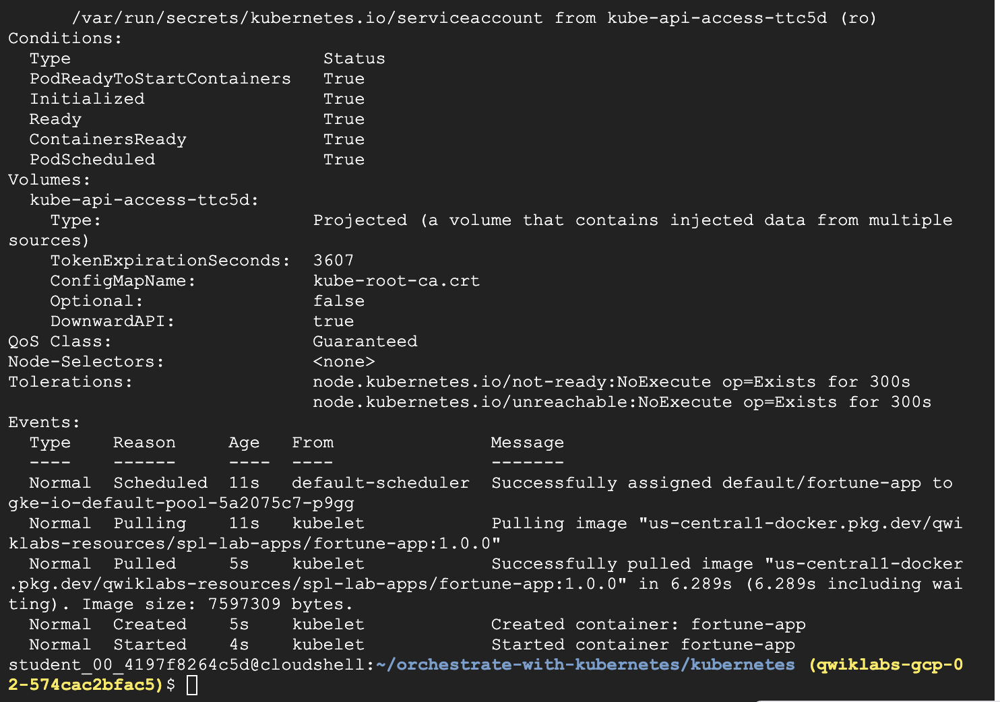 /var/run/secrets/kubernetes.io/serviceaccount from kube-api-access-ttc5d (ro)
Conditions:
  Type                        Status
  PodReadyToStartContainers   True
  Initialized                 True
  Ready                       True
  ContainersReady             True
  PodScheduled                True
Volumes:
  kube-api-access-ttc5d:
    Type:                    Projected (a volume that contains injected data from multiple
sources)
    TokenExpirationSeconds:  3607
    ConfigMapName:           kube-root-ca.crt
    Optional:                false
    DownwardAPI:             true
QoS Class:                   Guaranteed
Node-Selectors:              <none>
Tolerations:                 node.kubernetes.io/not-ready:NoExecute op=Exists for 300s
                             node.kubernetes.io/unreachable:NoExecute op=Exists for 300s
Events:
  Type    Reason     Age   From               Message
  ----    ------     ----  ----               -------
  Normal  Scheduled  11s   default-scheduler  Successfully assigned default/fortune-app to
gke-io-default-pool-5a2075c7-p9gg
  Normal  Pulling    11s   kubelet            Pulling image "us-central1-docker.pkg.dev/qwi
klabs-resources/spl-lab-apps/fortune-app:1.0.0"
  Normal  Pulled     5s    kubelet            Successfully pulled image "us-central1-docker
.pkg.dev/qwiklabs-resources/spl-lab-apps/fortune-app:1.0.0" in 6.289s (6.289s including wai
ting). Image size: 7597309 bytes.
  Normal  Created    5s    kubelet            Created container: fortune-app
  Normal  Started    4s    kubelet            Started container fortune-app
student_00_4197f8264c5d@cloudshell:~/orchestrate-with-kubernetes/kubernetes (qwiklabs-gcp-0
2-574cac2bfac5)$